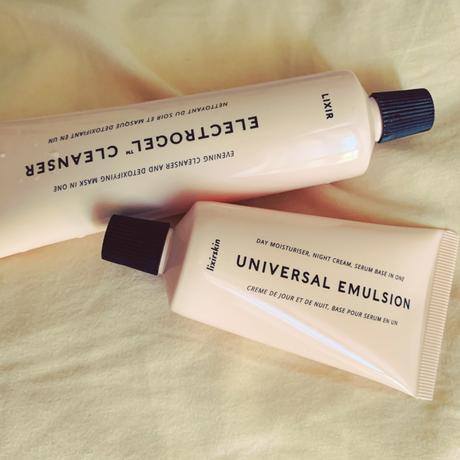 LIXIR
ELECTROGEL™ CLEANSER
NETTOYANT DU SOIR ET MASQUE DETOXIFIANT EN UN
EVENING CLEANSER AND DETOXIFYING MASK IN ONE
lixirskin
DAY MOISTURISER, NIGHT CREAM, SERUM BASE IN ONE
UNIVERSAL EMULSION
CREME DE JOUR ET DE NUIT, BASE POUR SERUM EN UN